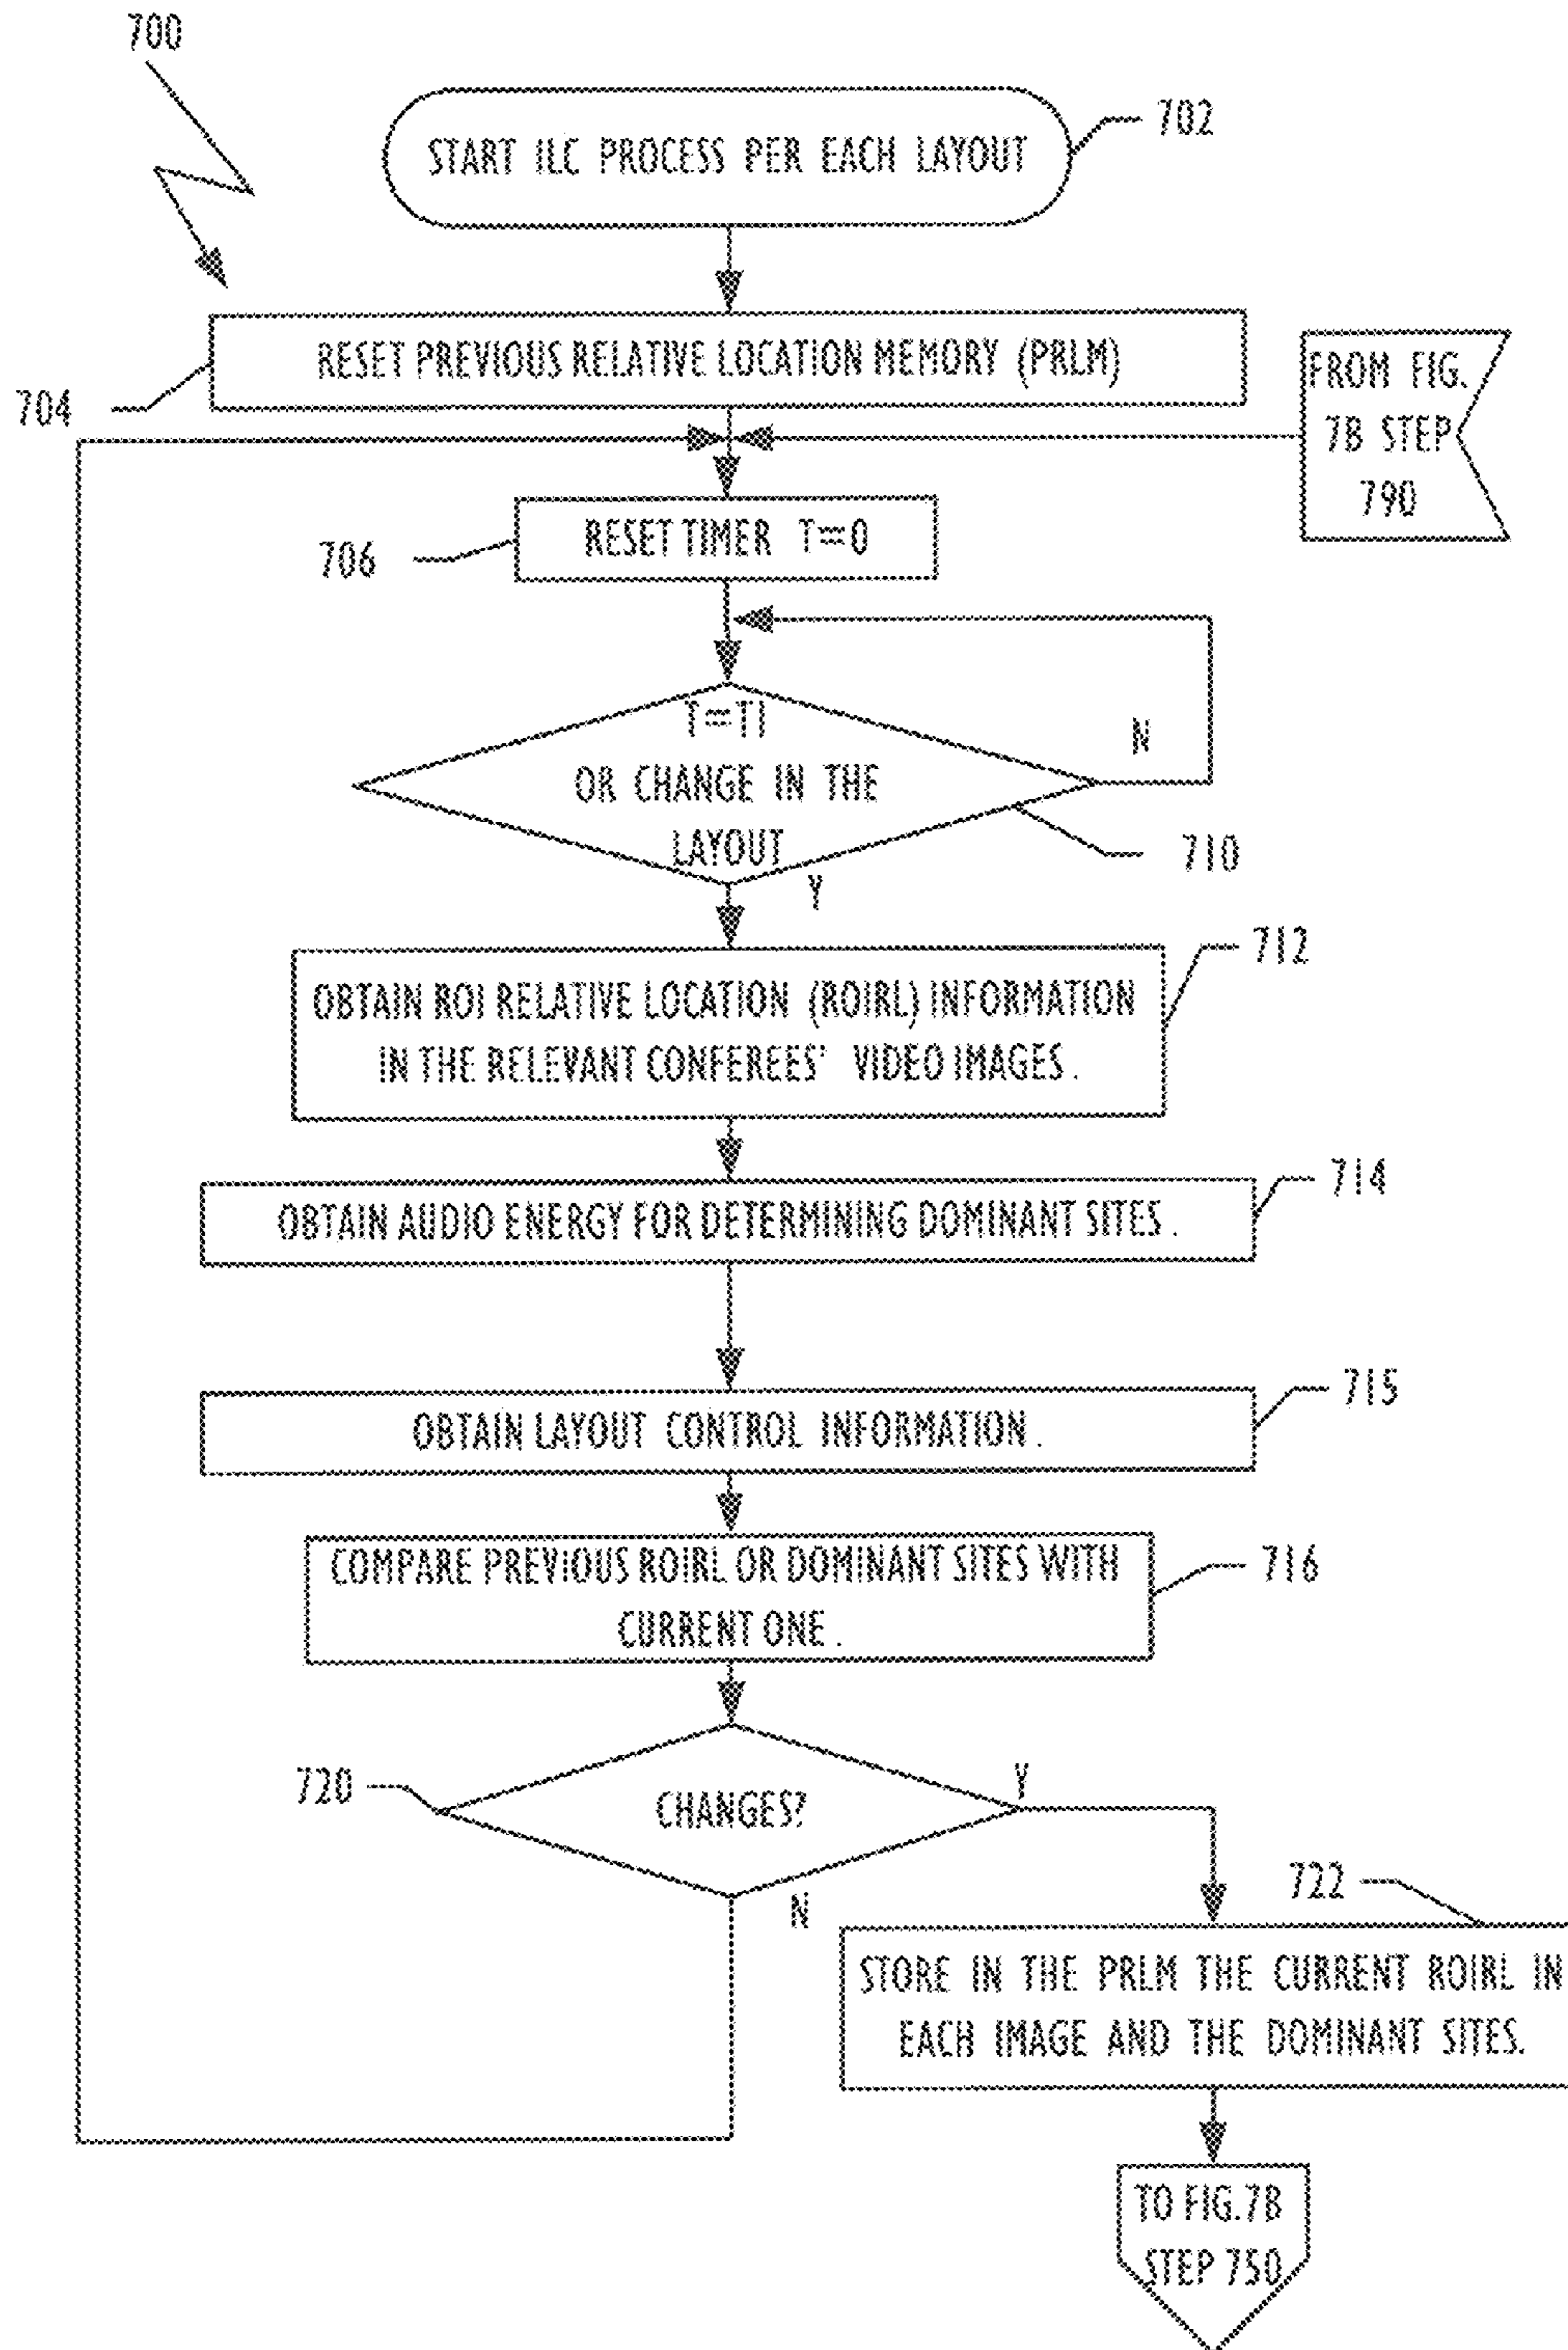 700
START ILC PROCESS PER EACH LAYOUT
702
RESET PREVIOUS RELATIVE LOCATION MEMORY (PRLM)
704
FROM FIG.
7B STEP
790
RESET TIMER T=0
706
T=T1
OR CHANGE IN THE
LAYOUT
N
710
Y
712
OBTAIN ROI RELATIVE LOCATION (ROIRL) INFORMATION
IN THE RELEVANT CONFEREES' VIDEO IMAGES.
714
OBTAIN AUDIO ENERGY FOR DETERMINING DOMINANT SITES.
715
OBTAIN LAYOUT CONTROL INFORMATION.
COMPARE PREVIOUS ROIRL OR DOMINANT SITES WITH
CURRENT ONE.
716
720
CHANGES?
Y
N
722
STORE IN THE PRLM THE CURRENT ROIRL IN
EACH IMAGE AND THE DOMINANT SITES.
TO FIG.7B
STEP 750